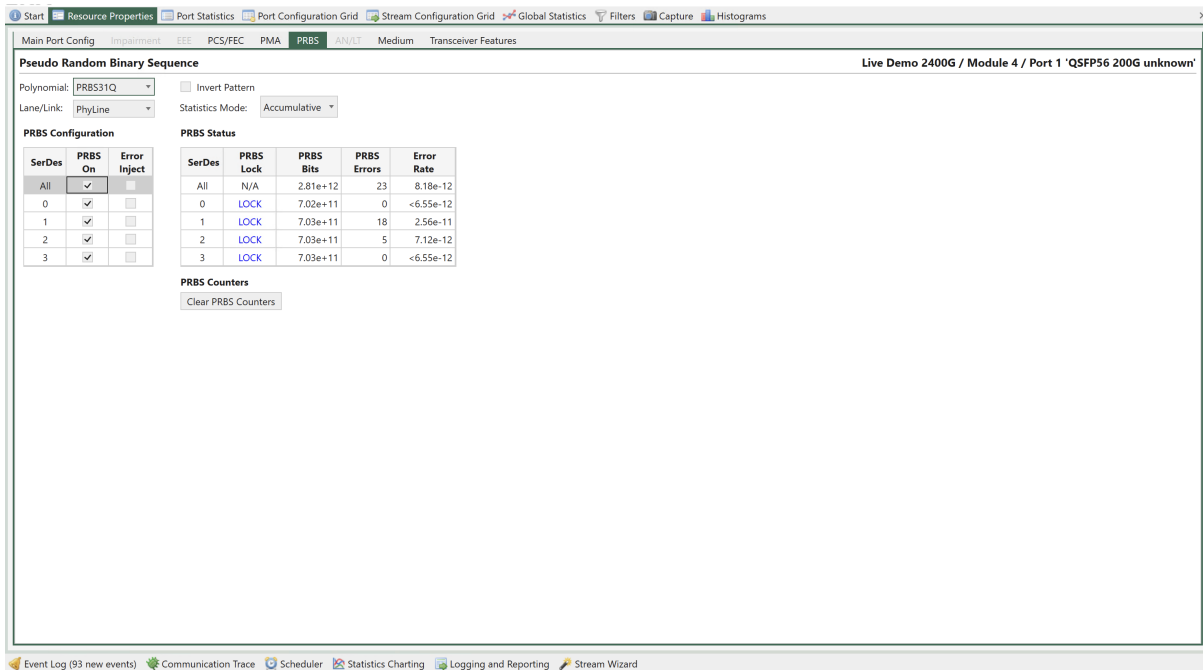 Start Resource Properties Port Statistics Port Configuration Grid Stream Configuration Grid Global Statistics Filters Capture Histograms
Main Port Config Impairment EEE PCS/FEC PMA PRBS AN/LT Medium Transceiver Features
Pseudo Random Binary Sequence Live Demo 2400G / Module 4 / Port 1 'QSFP56 200G unknown'
Polynomial: PRBS31Q Invert Pattern
Lane/Link: PhyLine Statistics Mode: Accumulative
PRBS Configuration PRBS Status
SerDes PRBS On Error Inject SerDes PRBS Lock PRBS Bits PRBS Errors Error Rate
All All N/A 2.81e+12 23 8.18e-12
0 0 LOCK 7.02e+11 0 <6.55e-12
1 1 LOCK 7.03e+11 18 2.56e-11
2 2 LOCK 7.03e+11 5 7.12e-12
3 3 LOCK 7.03e+11 0 <6.55e-12
PRBS Counters
Clear PRBS Counters
Event Log (93 new events) Communication Trace Scheduler Statistics Charting Logging and Reporting Stream Wizard